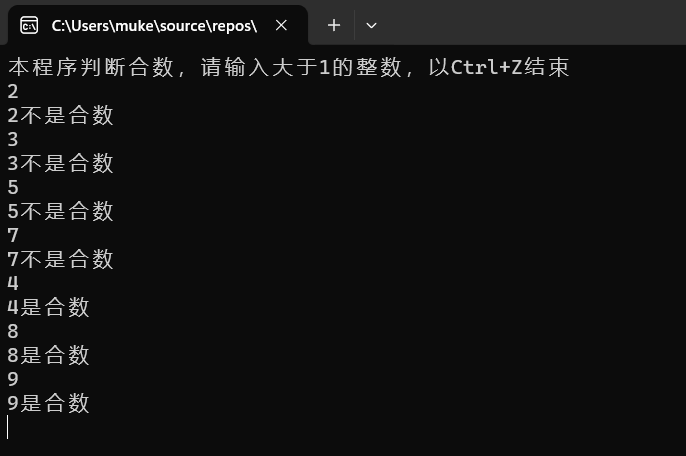 C:\Users\muke\source\repos\
本程序判断合数，请输入大于1的整数，以Ctrl+Z结束
2
2不是合数
3
3不是合数
5
5不是合数
7
7不是合数
4
4是合数
8
8是合数
9
9是合数